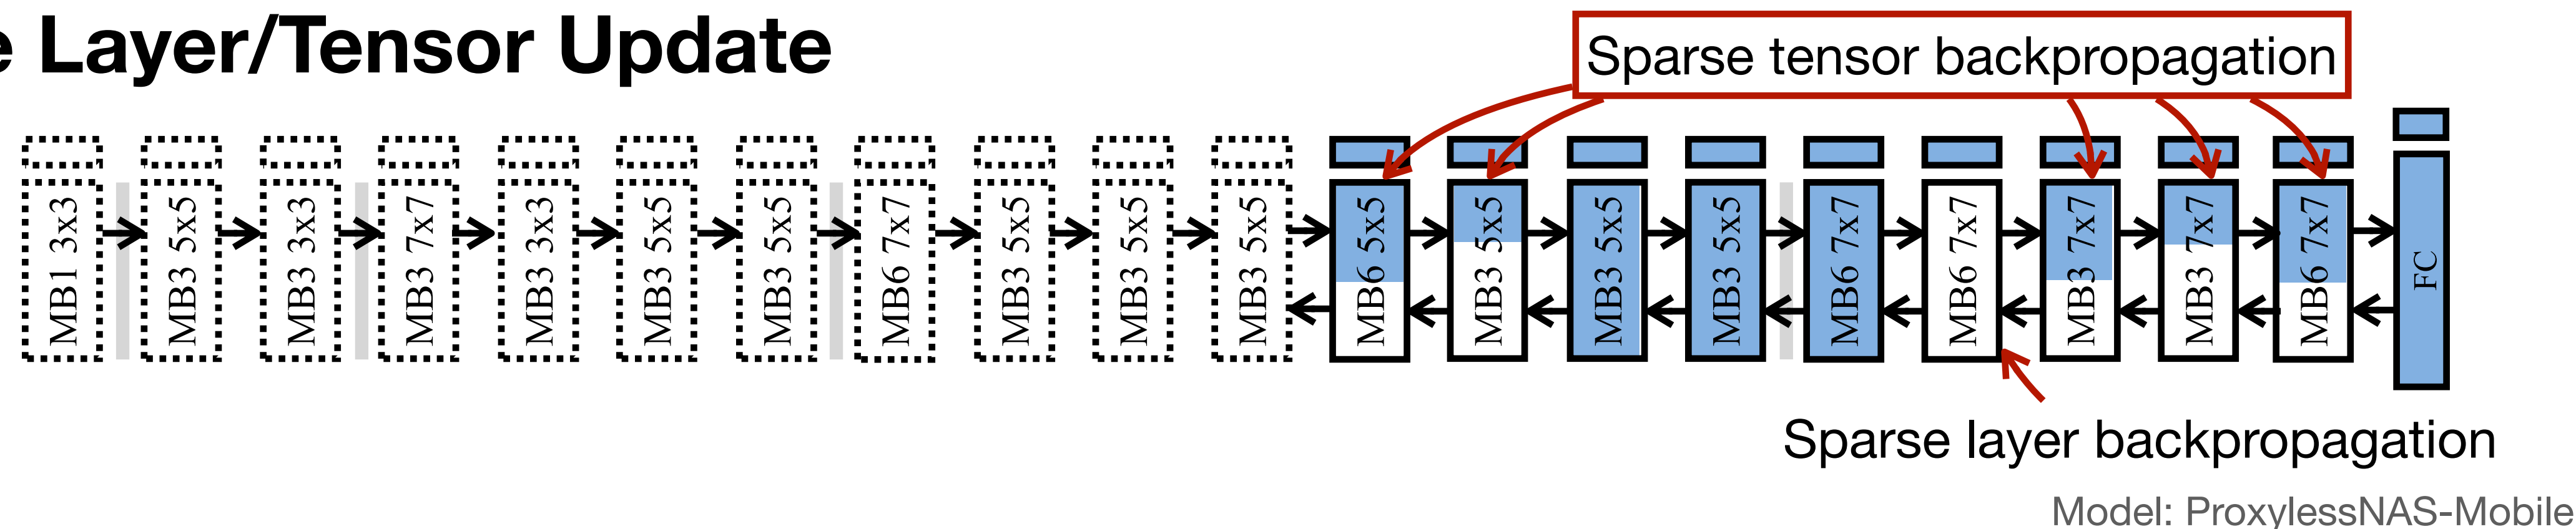 e Layer/Tensor Update
Sparse tensor backpropagation
MB1 3x3
MB3 5x5
MB3 3x3
MB3 7x7
MB3 3x3
MB3 5x5
MB3 5x5
MB6 7x7
MB3 5x5
MB3 5x5
MB3 5x5
MB6 5x5
MB3 5x5
MB3 5x5
MB3 5x5
MB6 7x7
MB6 7x7
MB3 7x7
MB3 7x7
MB6 7x7
FC
Sparse layer backpropagation
Model: ProxylessNAS-Mobile